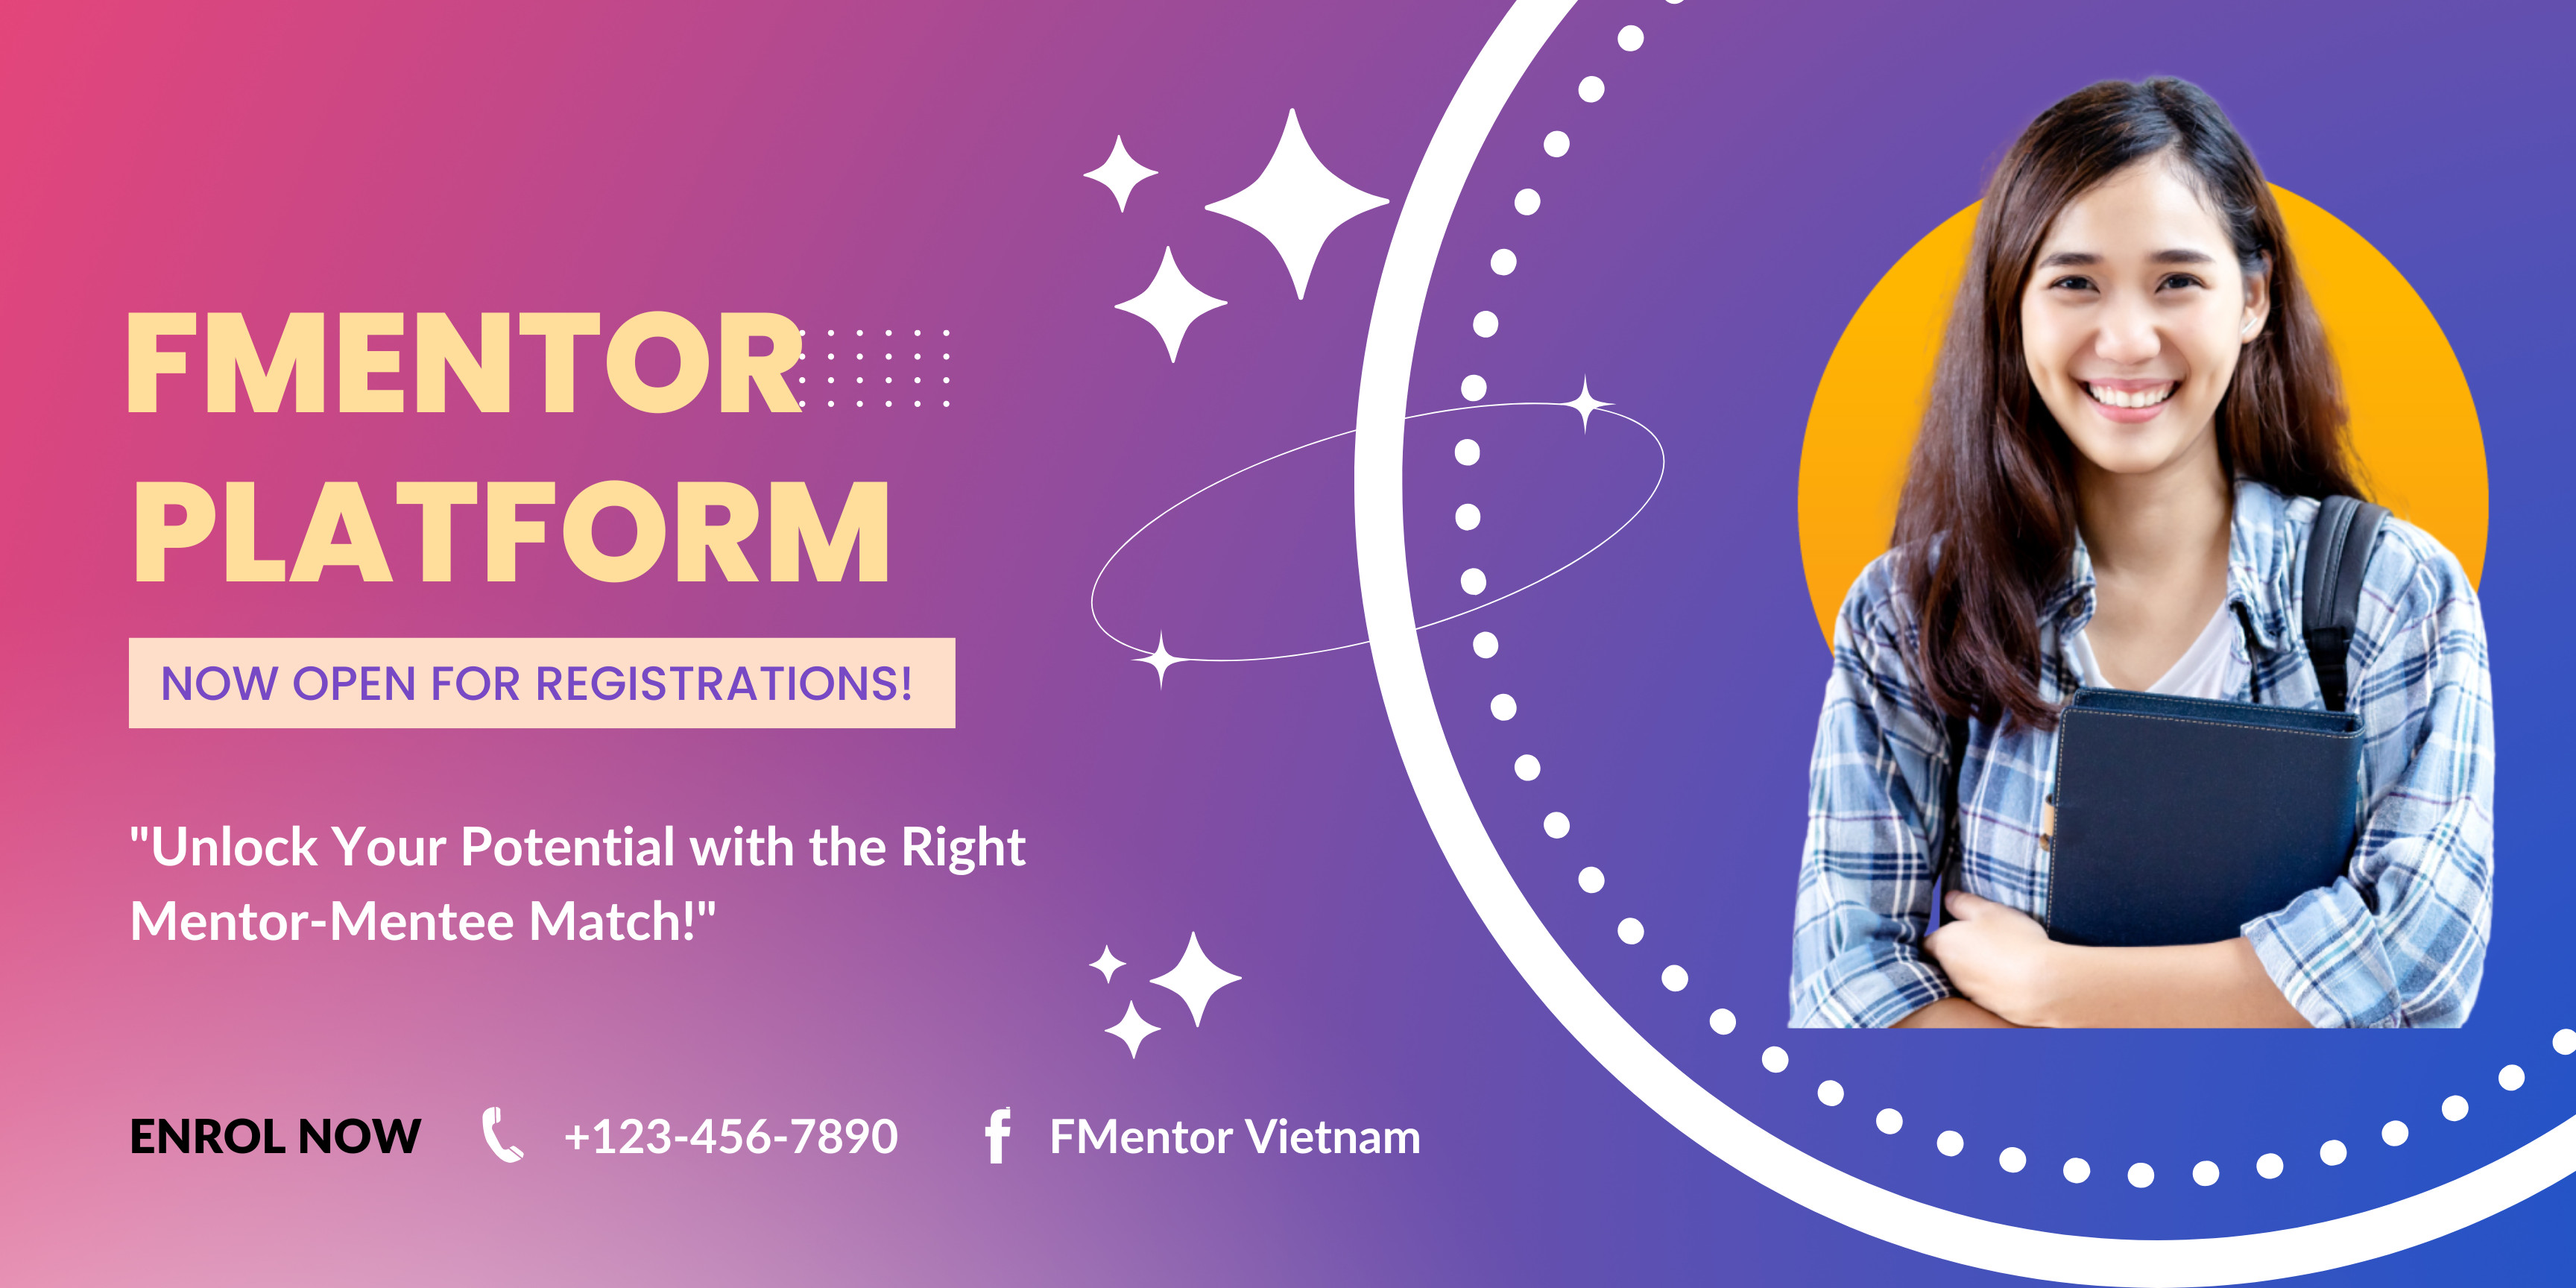 FMENTOR
PLATFORM
NOW OPEN FOR REGISTRATIONS!
"Unlock Your Potential with the Right
Mentor-Mentee Match!"
ENROL NOW +123-456-7890 FMentor Vietnam